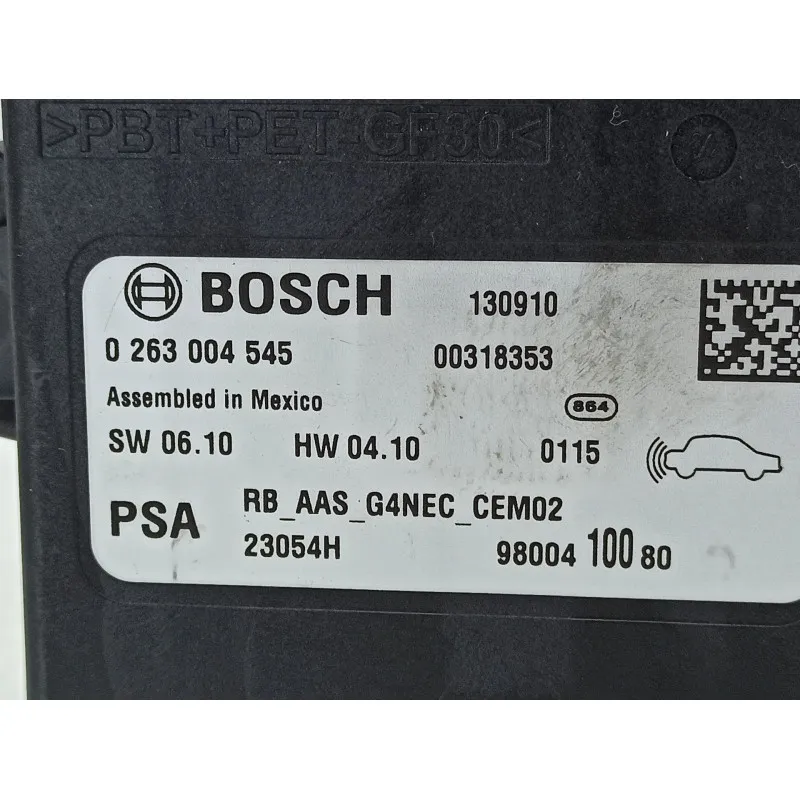 >PBT+PET-GF30<
BOSCH 130910
0 263 004 545 00318353
Assembled in Mexico 864
SW 06.10 HW 04.10 0115
PSA RB_AAS_G4NEC_CEM02
23054H 98004 100 80